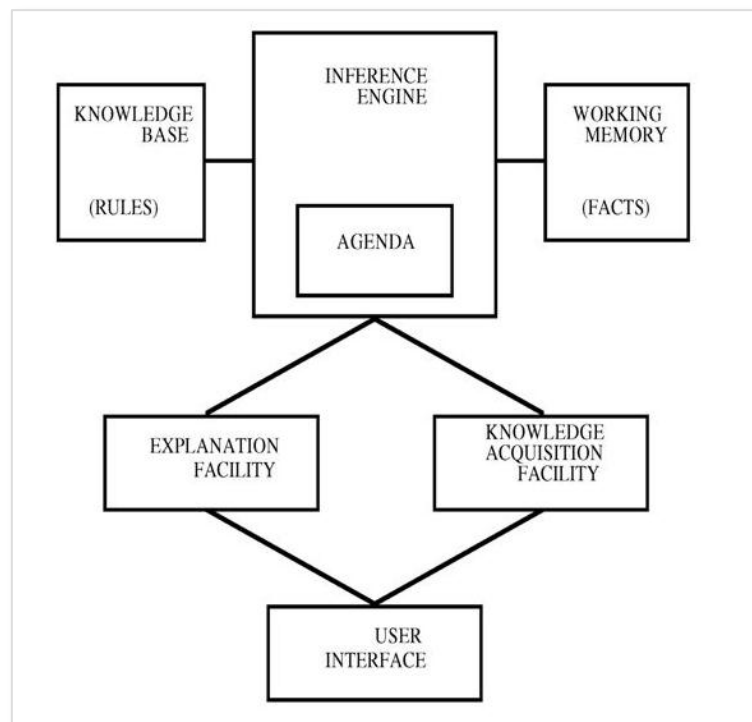 INFERENCE
ENGINE
KNOWLEDGE
BASE
(RULES)
WORKING
MEMORY
(FACTS)
AGENDA
EXPLANATION
FACILITY
KNOWLEDGE
ACQUISITION
FACILITY
USER
INTERFACE